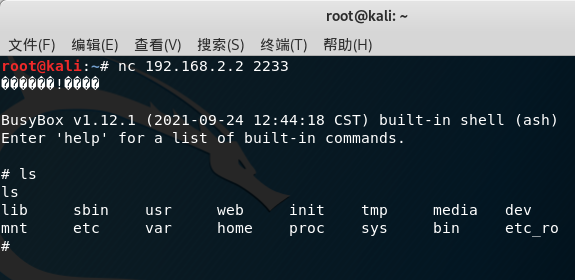 root@kali: ~
文件(F) 编辑(E) 查看(V) 搜索(S) 终端(T) 帮助(H)
root@kali:~# nc 192.168.2.2 2233
������!����
BusyBox v1.12.1 (2021-09-24 12:44:18 CST) built-in shell (ash)
Enter 'help' for a list of built-in commands.
# ls
ls
lib sbin usr web init tmp media dev
mnt etc var home proc sys bin etc_ro
#